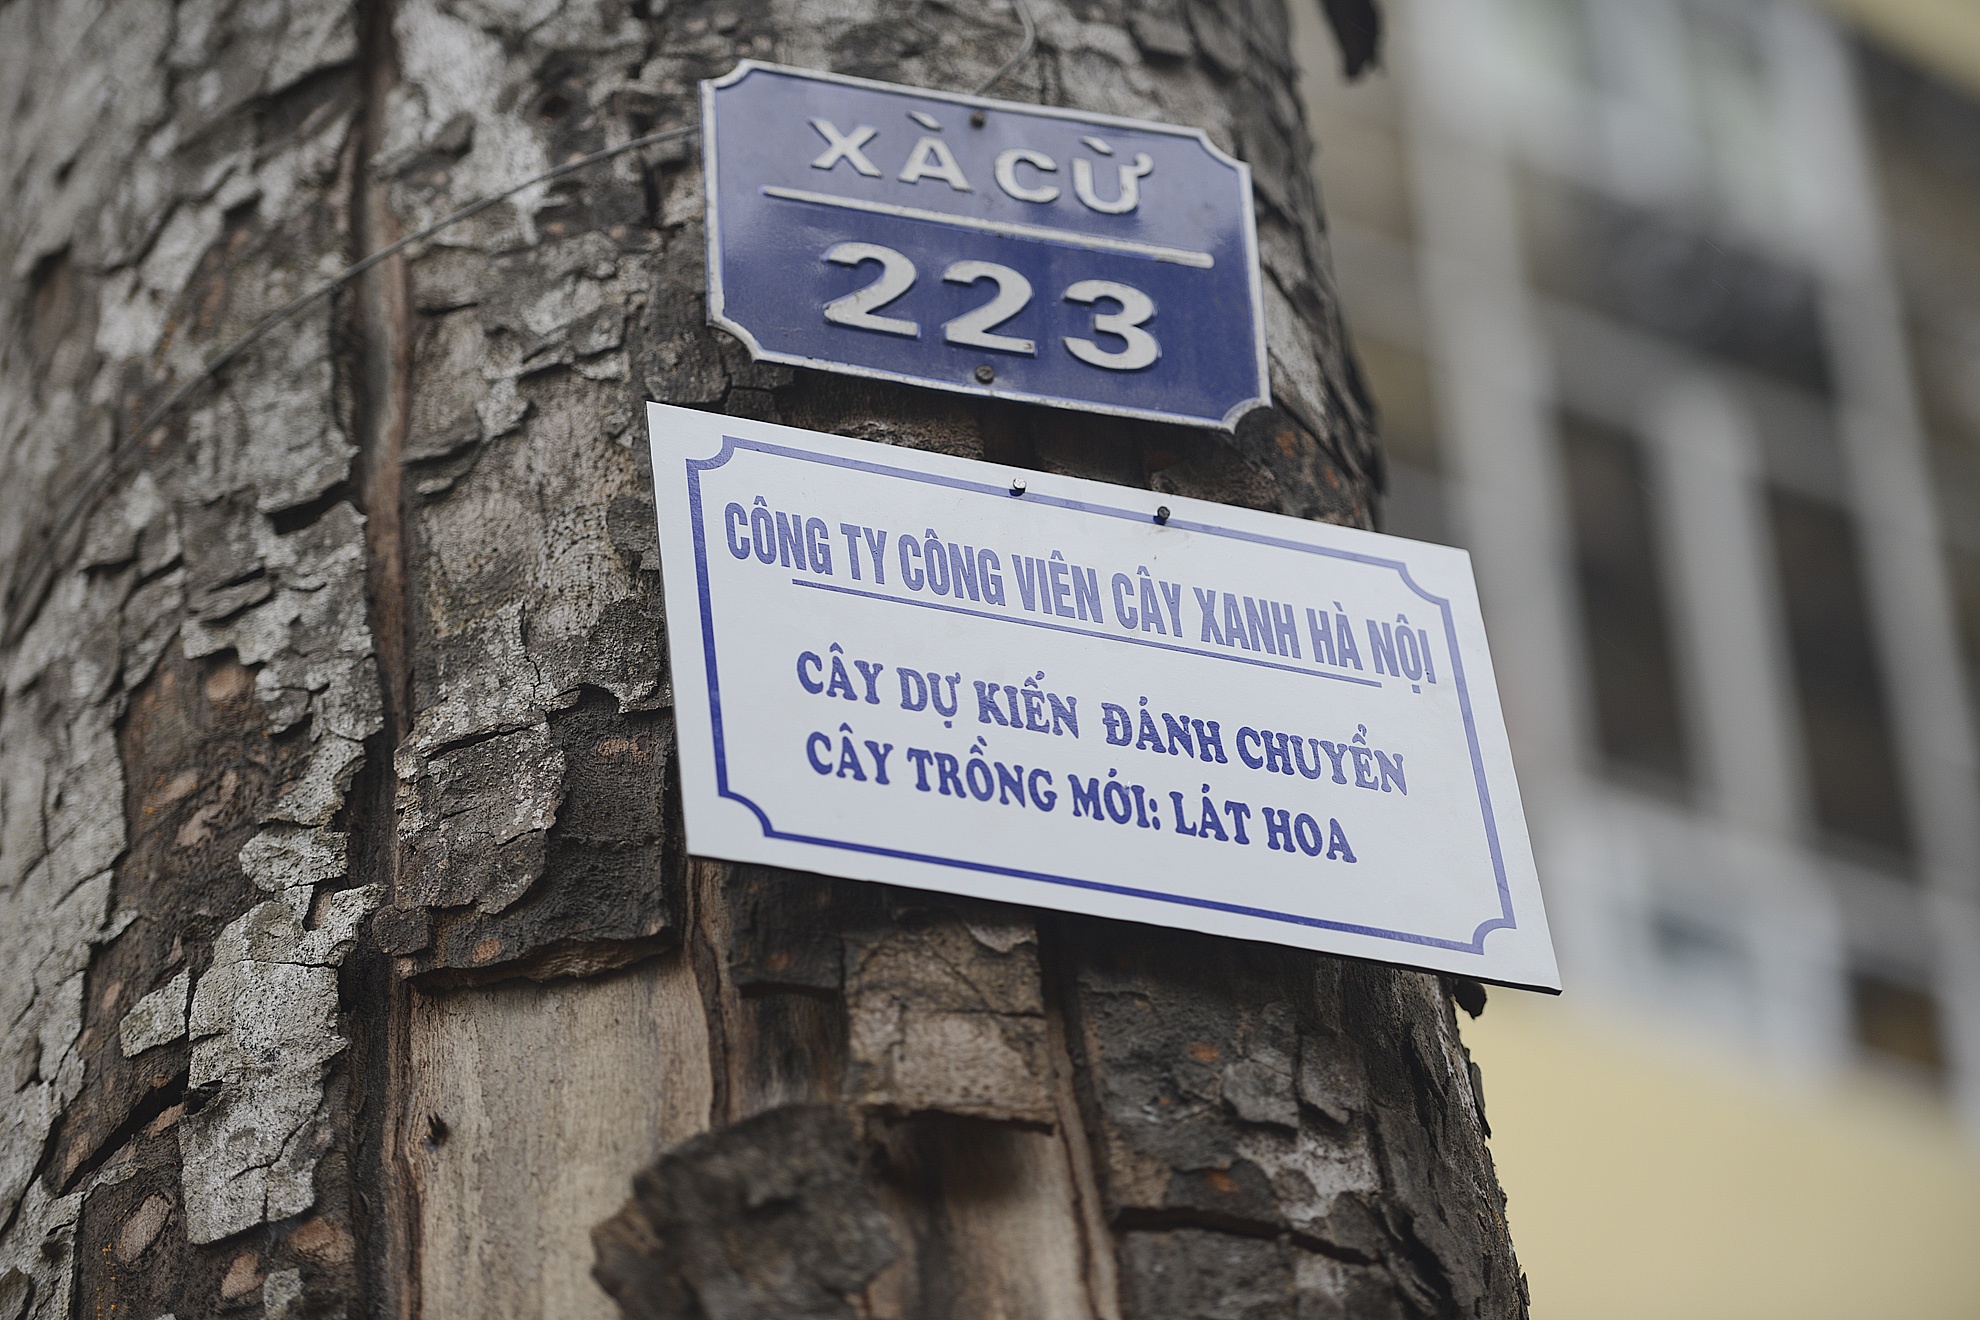 XÀ CỪ
223
CÔNG TY CÔNG VIÊN CÂY XANH HÀ NỘI
CÂY DỰ KIẾN ĐÁNH CHUYỂN
CÂY TRỒNG MỚI: LÁT HOA